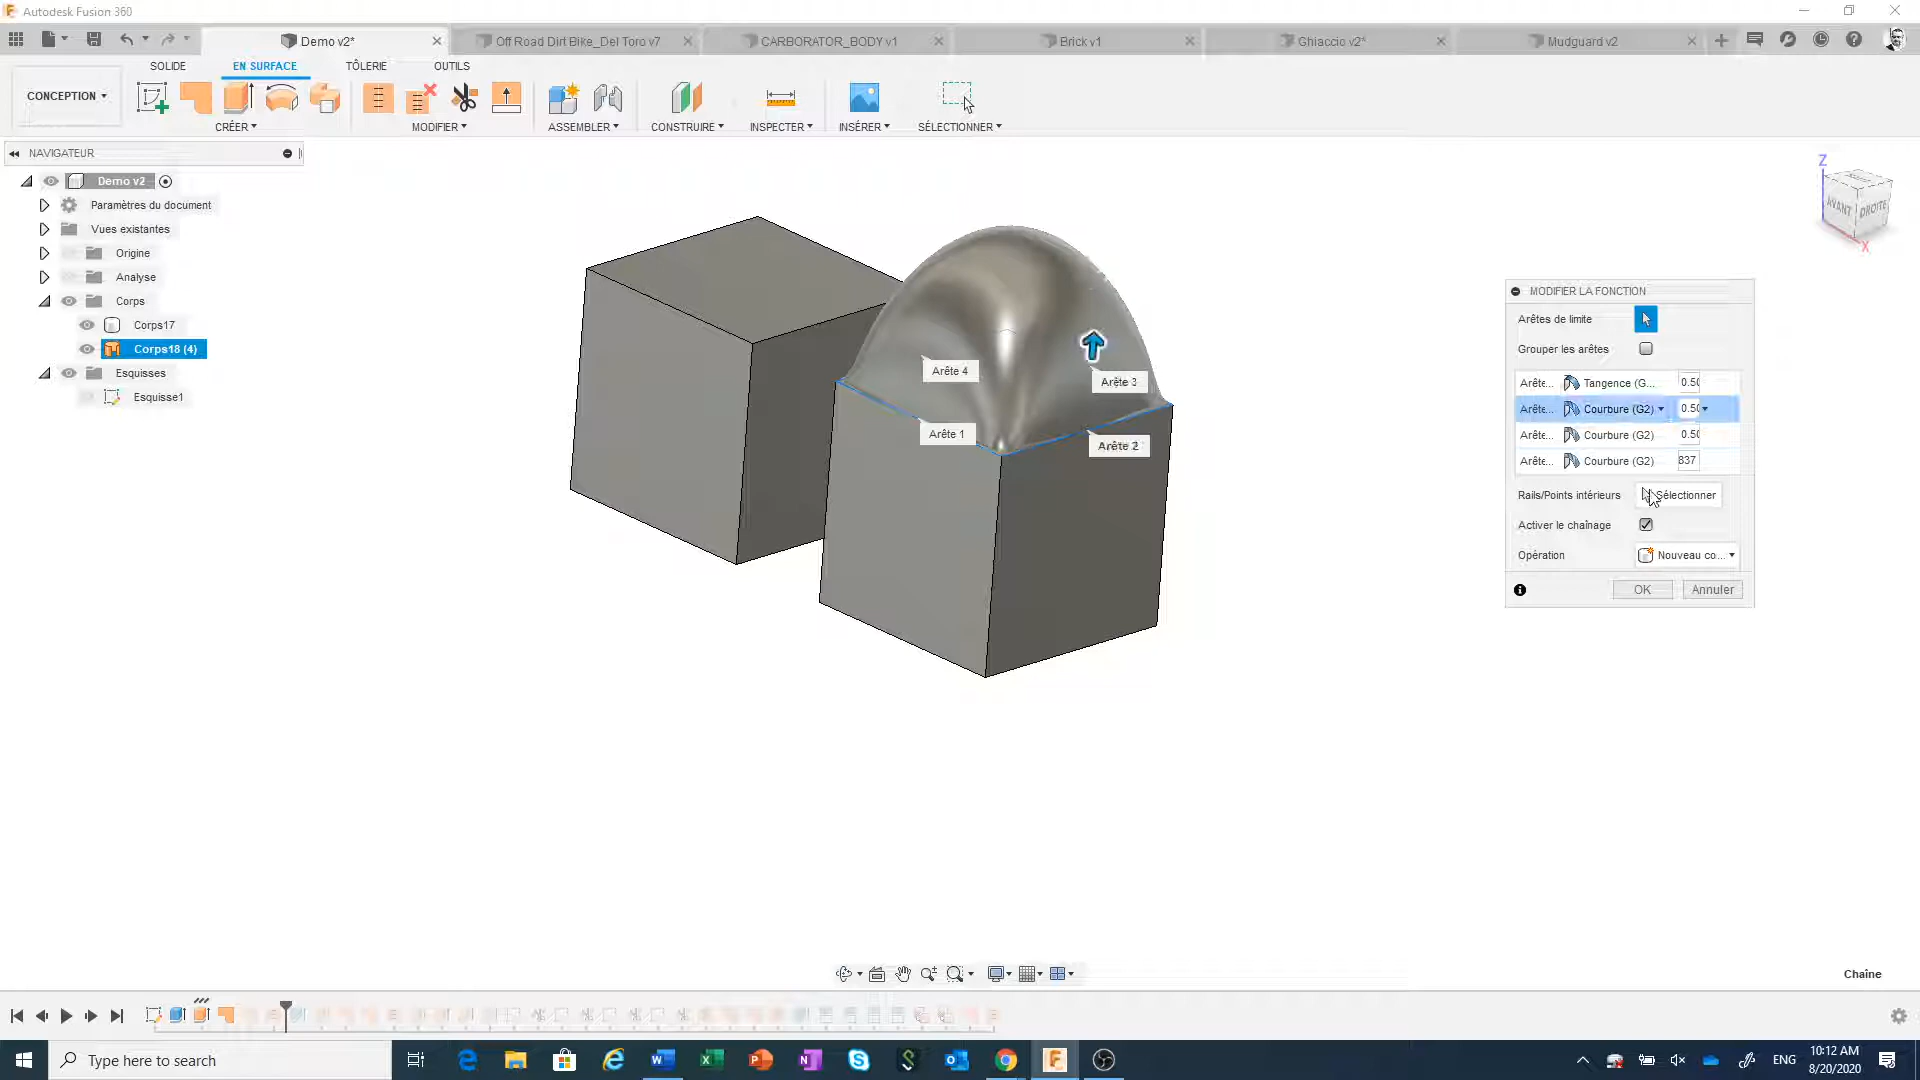 Autodesk Fusion 360
Demo v2*
Off Road Dirt Bike_Del Toro v7
CARBORATOR_BODY v1
Brick v1
Ghiaccio v2*
Mudguard v2
SOLIDE
EN SURFACE
TÔLERIE
OUTILS
CONCEPTION
CRÉER
MODIFIER
ASSEMBLER
CONSTRUIRE
INSPECTER
INSÉRER
SÉLECTIONNER
NAVIGATEUR
Demo v2
Paramètres du document
Vues existantes
Origine
Analyse
Corps
Corps17
Corps18 (4)
Esquisses
Esquisse1
Z
AVANT
DROITE
X
Arête 4
Arête 3
Arête 1
Arête 2
MODIFIER LA FONCTION
Arêtes de limite
Grouper les arêtes
Arête... Tangence (G... 0.50
Arête... Courbure (G2) 0.50
Arête... Courbure (G2) 0.50
Arête... Courbure (G2) 837
Rails/Points intérieurs Sélectionner
Activer le chaînage
Opération Nouveau co...
OK Annuler
Chaîne
Type here to search
ENG
10:12 AM
8/20/2020